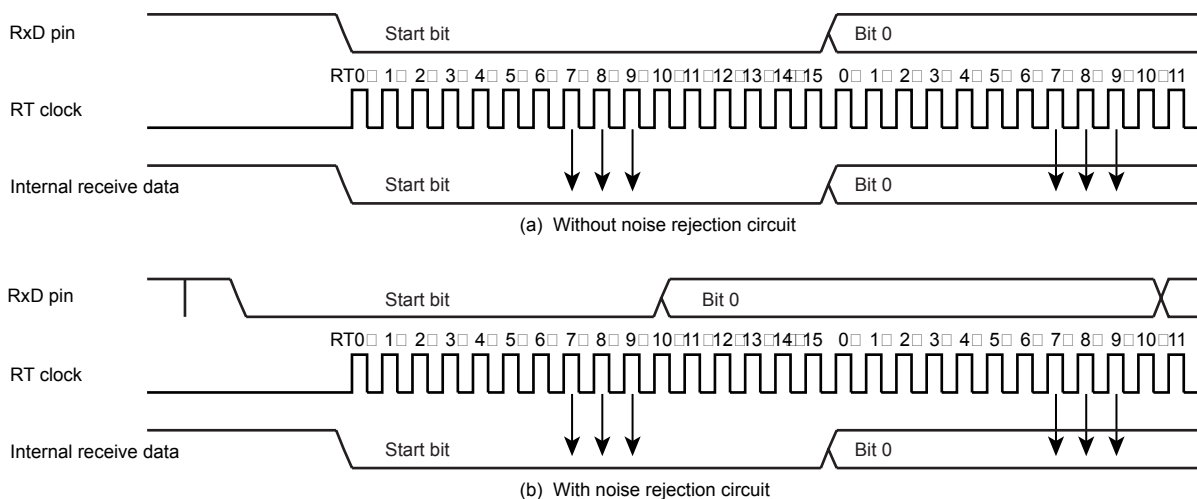 RxD pin
Start bit
Bit 0
RT0□ 1□ 2□ 3□ 4□ 5□ 6□ 7□ 8□ 9□ 10□11□12□13□14□15 0□ 1□ 2□ 3□ 4□ 5□ 6□ 7□ 8□ 9□ 10□11
RT clock
Internal receive data
Start bit
Bit 0
(a) Without noise rejection circuit
RxD pin
Start bit
Bit 0
RT0□ 1□ 2□ 3□ 4□ 5□ 6□ 7□ 8□ 9□ 10□11□12□13□14□15 0□ 1□ 2□ 3□ 4□ 5□ 6□ 7□ 8□ 9□ 10□11
RT clock
Internal receive data
Start bit
Bit 0
(b) With noise rejection circuit